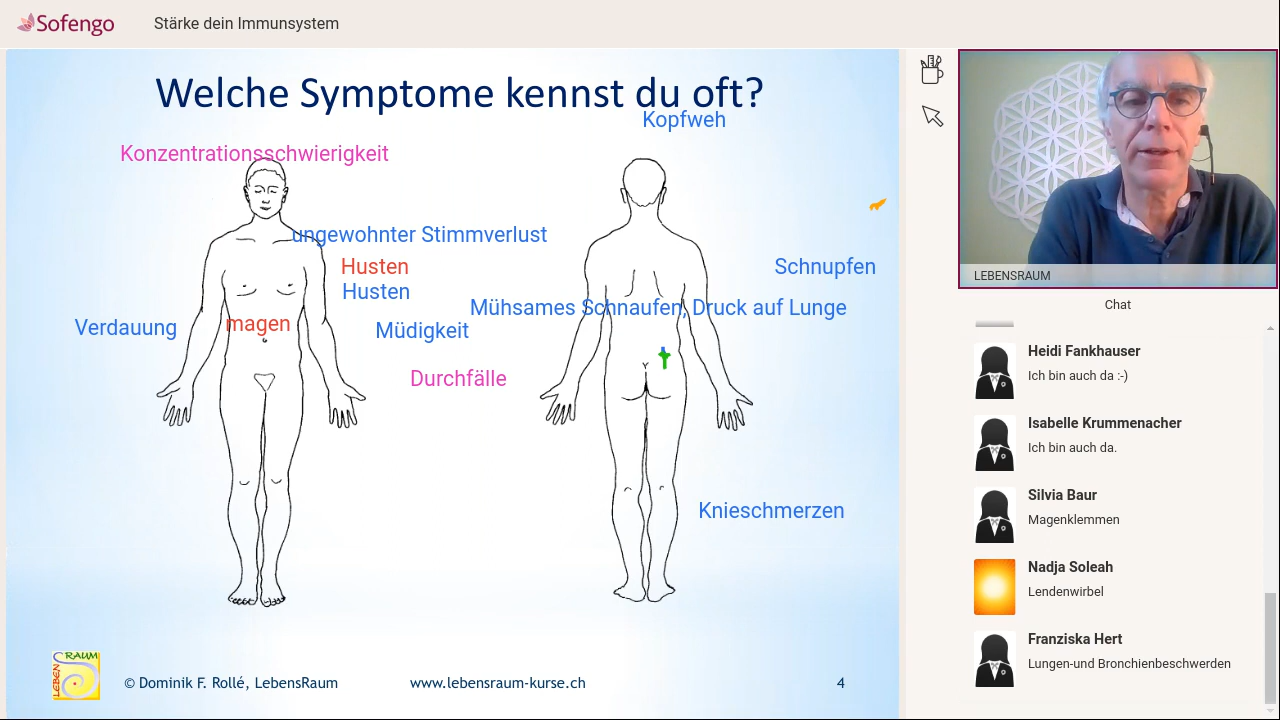 Sofengo
Stärke dein Immunsystem
Welche Symptome kennst du oft?
Kopfweh
Konzentrationsschwierigkeit
ungewohnter Stimmverlust
Husten
Schnupfen
Husten
Mühsames Schnaufen, Druck auf Lunge
magen
Verdauung
Müdigkeit
Durchfälle
Knieschmerzen
LEBEN
RAUM
© Dominik F. Rollé, LebensRaum
www.lebensraum-kurse.ch
4
LEBENSRAUM
Chat
Heidi Fankhauser
Ich bin auch da :-)
Isabelle Krummenacher
Ich bin auch da.
Silvia Baur
Magenklemmen
Nadja Soleah
Lendenwirbel
Franziska Hert
Lungen-und Bronchienbeschwerden